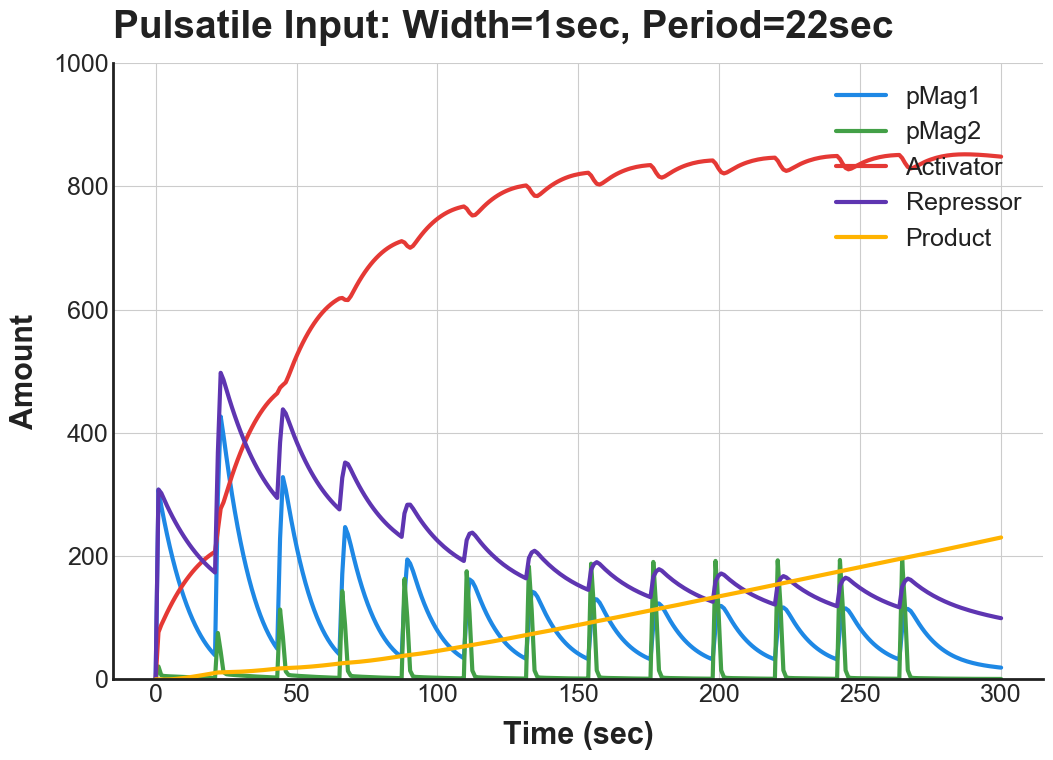 Pulsatile Input: Width=1sec, Period=22sec
1000
800
600
400
200
0
Amount
pMag1
pMag2
Activator
Repressor
Product
0 50 100 150 200 250 300
Time (sec)